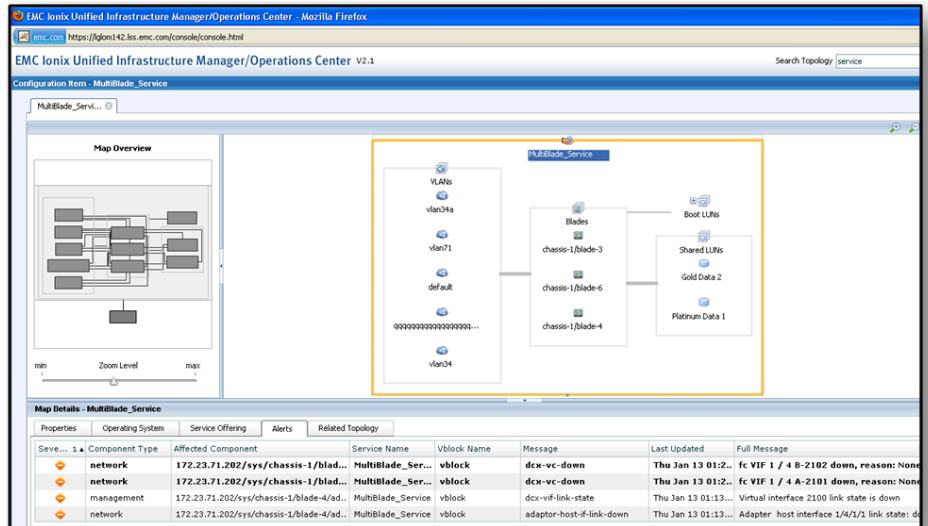 EMC Ionix Unified Infrastructure Manager/Operations Center - Mozilla Firefox
emc.com https://lglom142.lss.emc.com/console/console.html
EMC Ionix Unified Infrastructure Manager/Operations Center V2.1
Search Topology service
Configuration Item - MultiBlade_Service
MultiBlade_Servi...
Map Overview
min Zoom Level max
MultiBlade_Service
VLANs
vlan34a
vlan71
default
qqqqqqqqqqqqqqqqq...
vlan34
Blades
chassis-1/blade-3
chassis-1/blade-6
chassis-1/blade-4
Boot LUNs
Shared LUNs
Gold Data 2
Platinum Data 1
Map Details - MultiBlade_Service
Properties Operating System Service Offering Alerts Related Topology
Seve... 1 Component Type Affected Component Service Name Vblock Name Message Last Updated Full Message
network 172.23.71.202/sys/chassis-1/blad... MultiBlade_Ser... vblock dcx-vc-down Thu Jan 13 01:2... fc VIF 1 / 4 B-2102 down, reason: None
network 172.23.71.202/sys/chassis-1/blad... MultiBlade_Ser... vblock dcx-vc-down Thu Jan 13 01:2... fc VIF 1 / 4 A-2101 down, reason: None
management 172.23.71.202/sys/chassis-1/blade-4/ad... MultiBlade_Service vblock dcx-vif-link-state Thu Jan 13 01:13... Virtual interface 2100 link state is down
network 172.23.71.202/sys/chassis-1/blade-4/ad... MultiBlade_Service vblock adaptor-host-if-link-down Thu Jan 13 01:13... Adapter host interface 1/4/1/1 link state: do